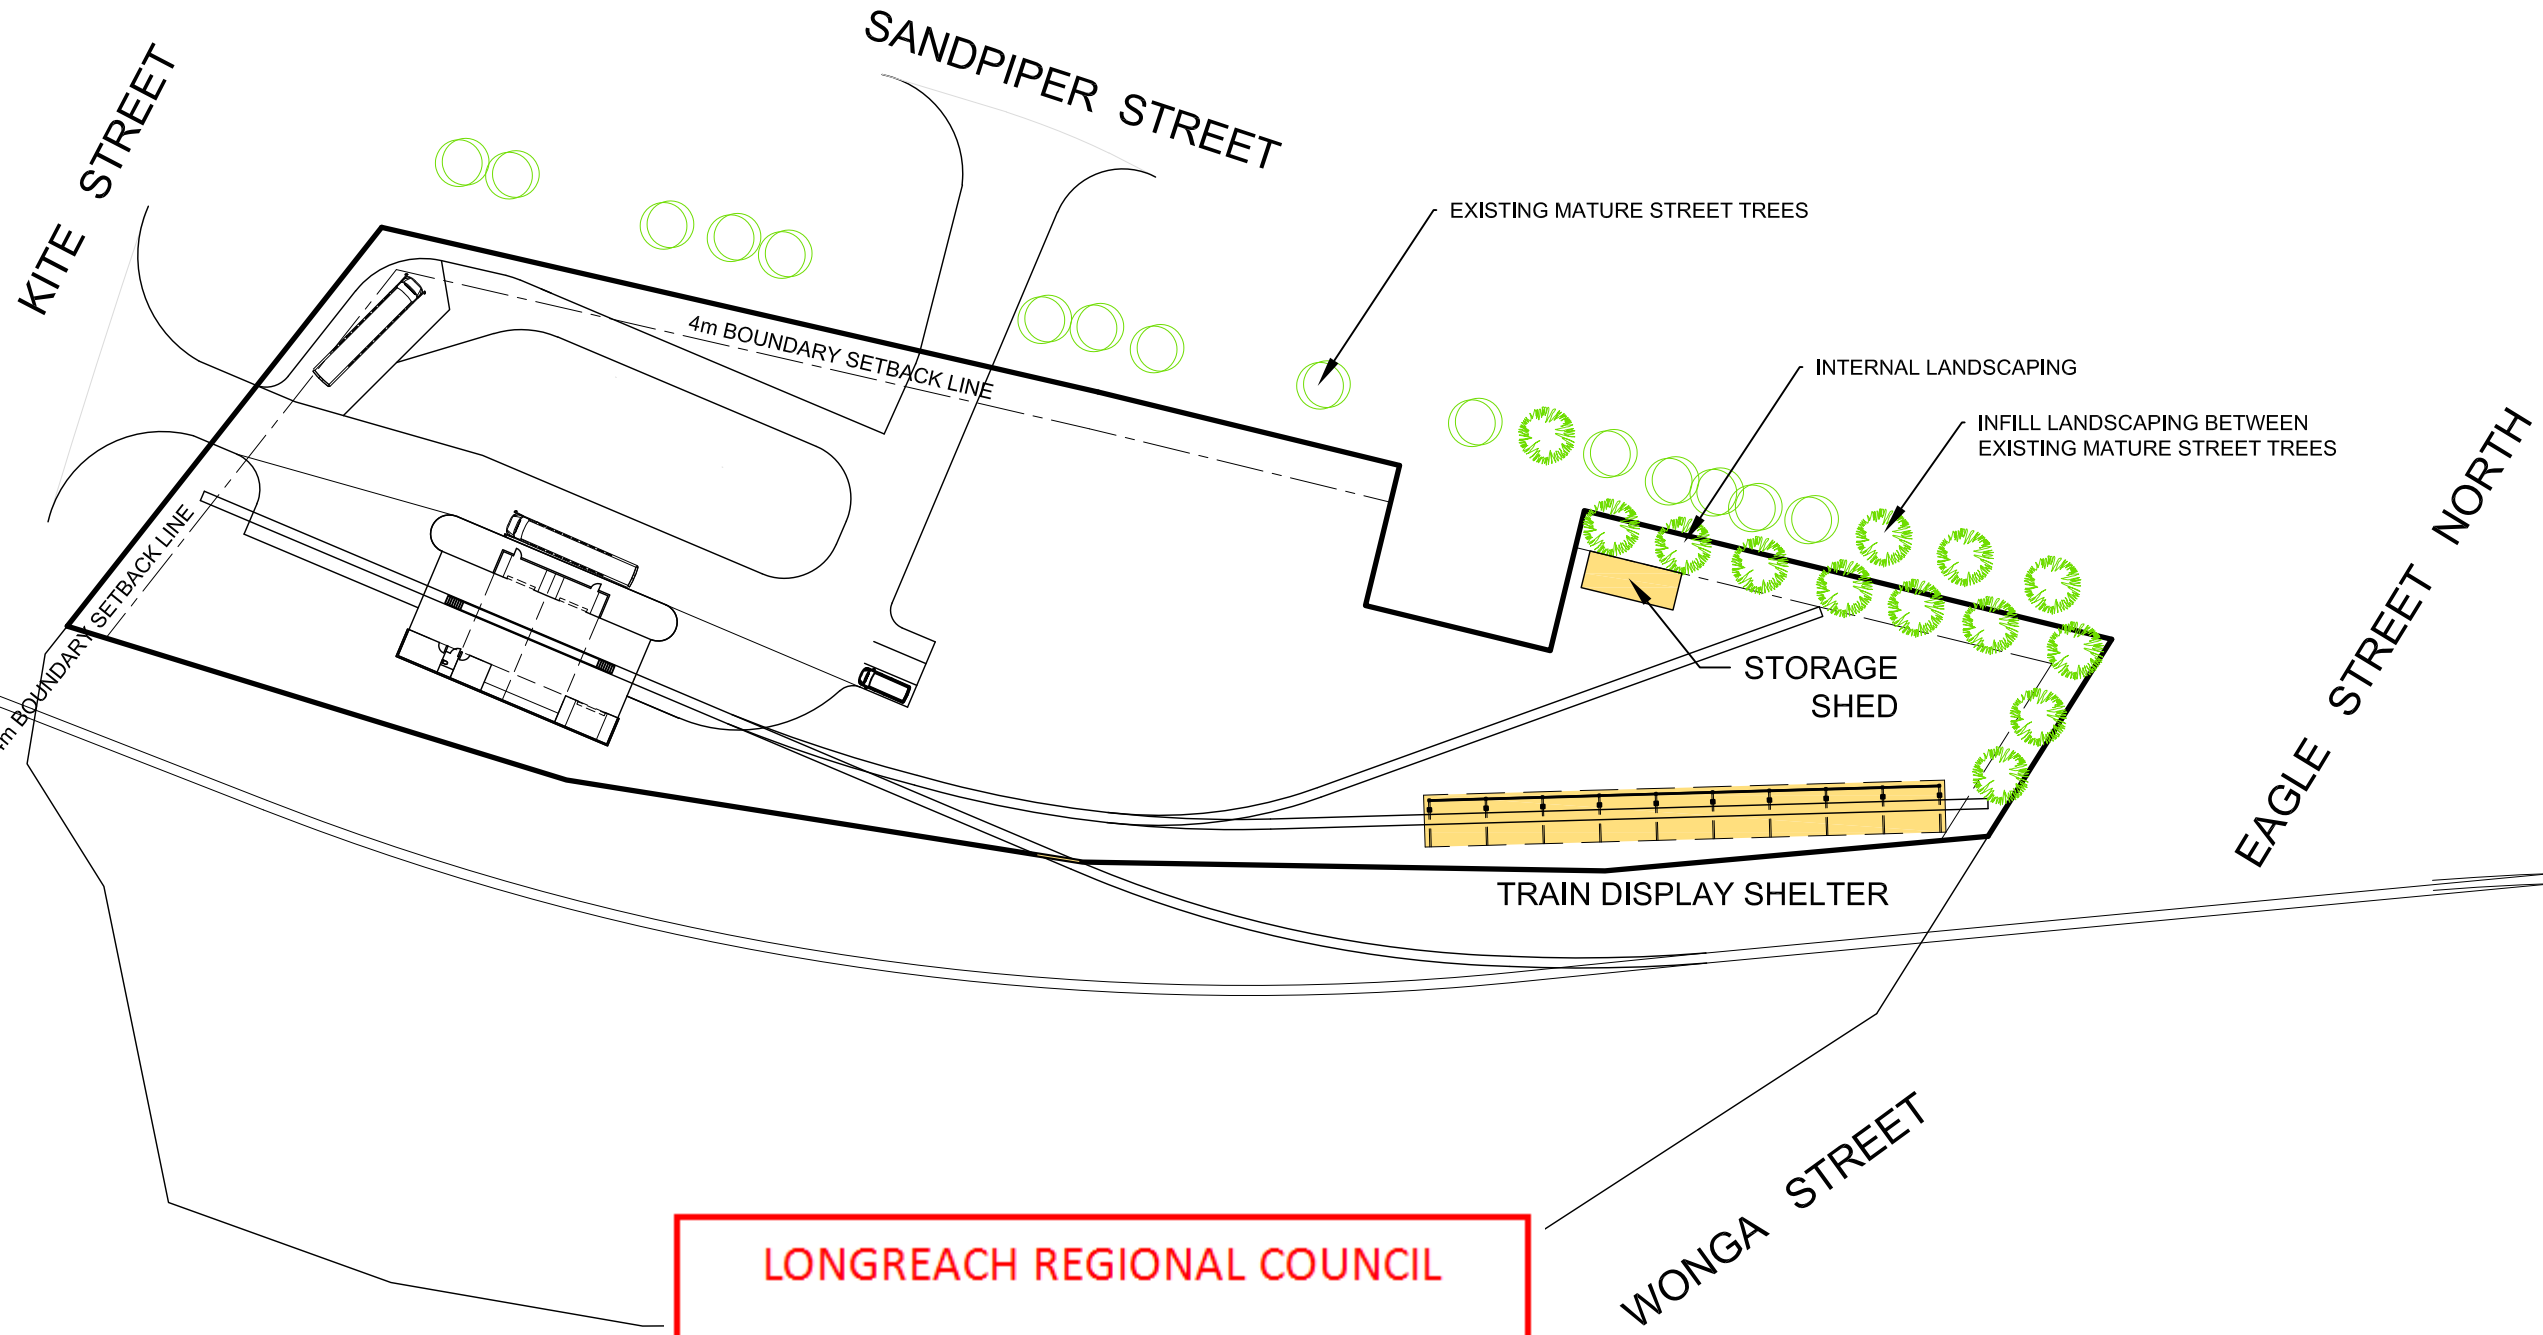 SANDPIPER STREET
KITE STREET
EXISTING MATURE STREET TREES
4m BOUNDARY SETBACK LINE
INTERNAL LANDSCAPING
INFILL LANDSCAPING BETWEEN
EXISTING MATURE STREET TREES
EAGLE STREET NORTH
4m BOUNDARY SETBACK LINE
STORAGE
SHED
TRAIN DISPLAY SHELTER
WONGA STREET
LONGREACH REGIONAL COUNCIL